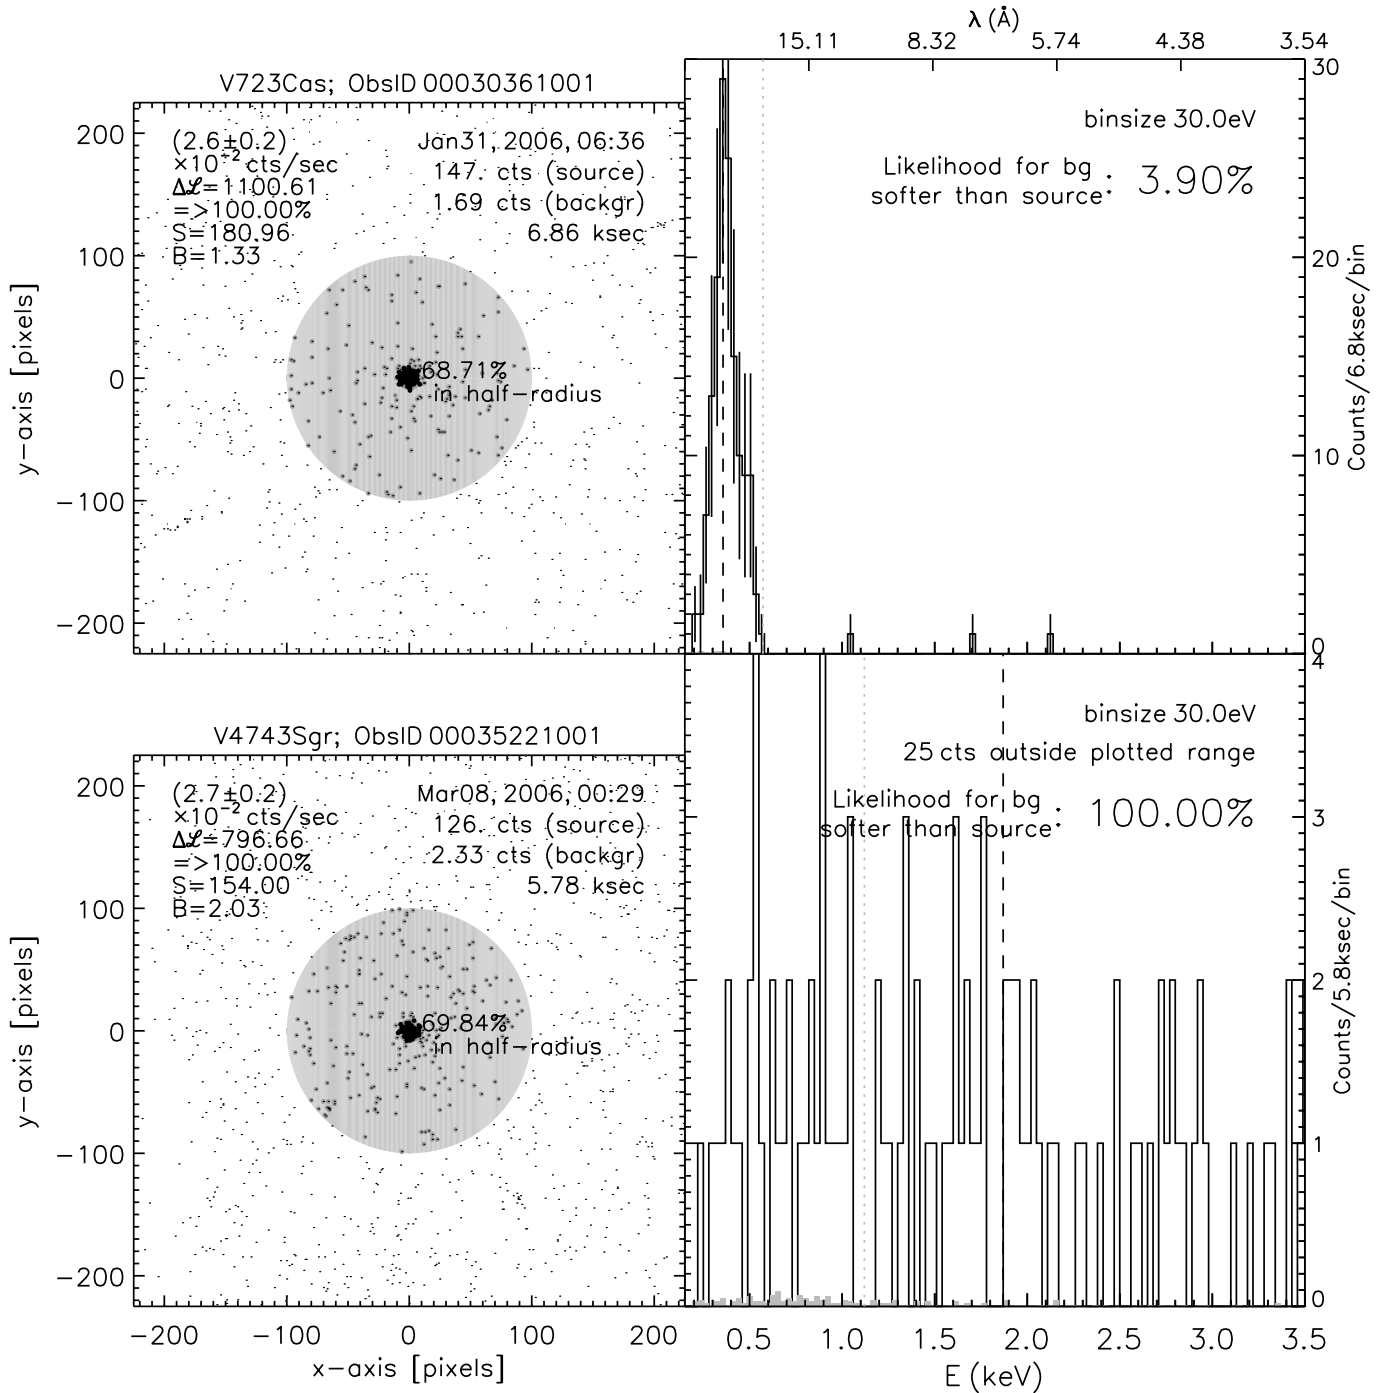 λ (Å)
15.11 8.32 5.74 4.38 3.54
V723Cas; ObsID 00030361001
(2.6±0.2)
×10⁻² cts/sec
Δℒ=1100.61
=>100.00%
S=180.96
B=1.33
Jan31, 2006, 06:36
147. cts (source)
1.69 cts (backgr)
6.86 ksec
68.71%
in half-radius
200
100
0
-100
-200
y-axis [pixels]
binsize 30.0eV
Likelihood for bg
softer than source: 3.90%
30
20
10
0
Counts/6.8ksec/bin
V4743Sgr; ObsID 00035221001
(2.7±0.2)
×10⁻² cts/sec
Δℒ=796.66
=>100.00%
S=154.00
B=2.03
Mar08, 2006, 00:29
126. cts (source)
2.33 cts (backgr)
5.78 ksec
69.84%
in half-radius
200
100
0
-100
-200
y-axis [pixels]
-200 -100 0 100 200
x-axis [pixels]
binsize 30.0eV
25 cts outside plotted range
Likelihood for bg
softer than source: 100.00%
4
3
2
1
0
Counts/5.8ksec/bin
0.5 1.0 1.5 2.0 2.5 3.0 3.5
E (keV)